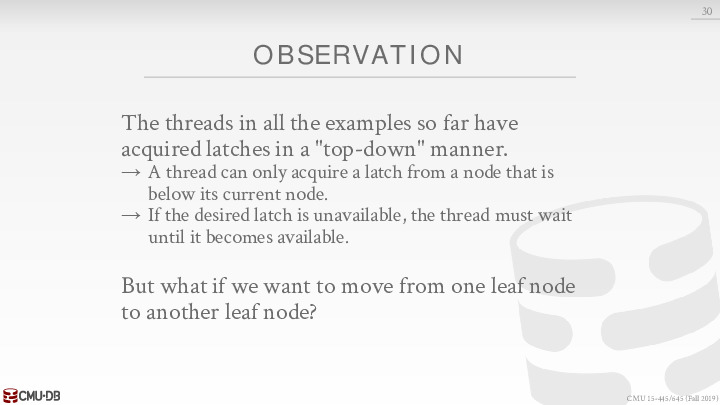 30
OBSERVATION
The threads in all the examples so far have
acquired latches in a "top-down" manner.
→ A thread can only acquire a latch from a node that is
below its current node.
→ If the desired latch is unavailable, the thread must wait
until it becomes available.
But what if we want to move from one leaf node
to another leaf node?
CMU·DB
CMU 15-445/645 (Fall 2019)